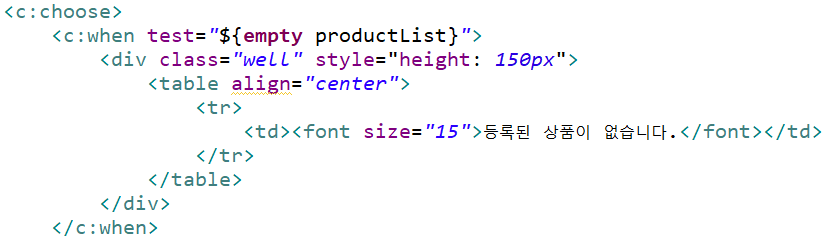 <c:choose>
    <c:when test="${empty productList}">
        <div class="well" style="height: 150px">
            <table align="center">
                <tr>
                    <td><font size="15">등록된 상품이 없습니다.</font></td>
                </tr>
            </table>
        </div>
    </c:when>